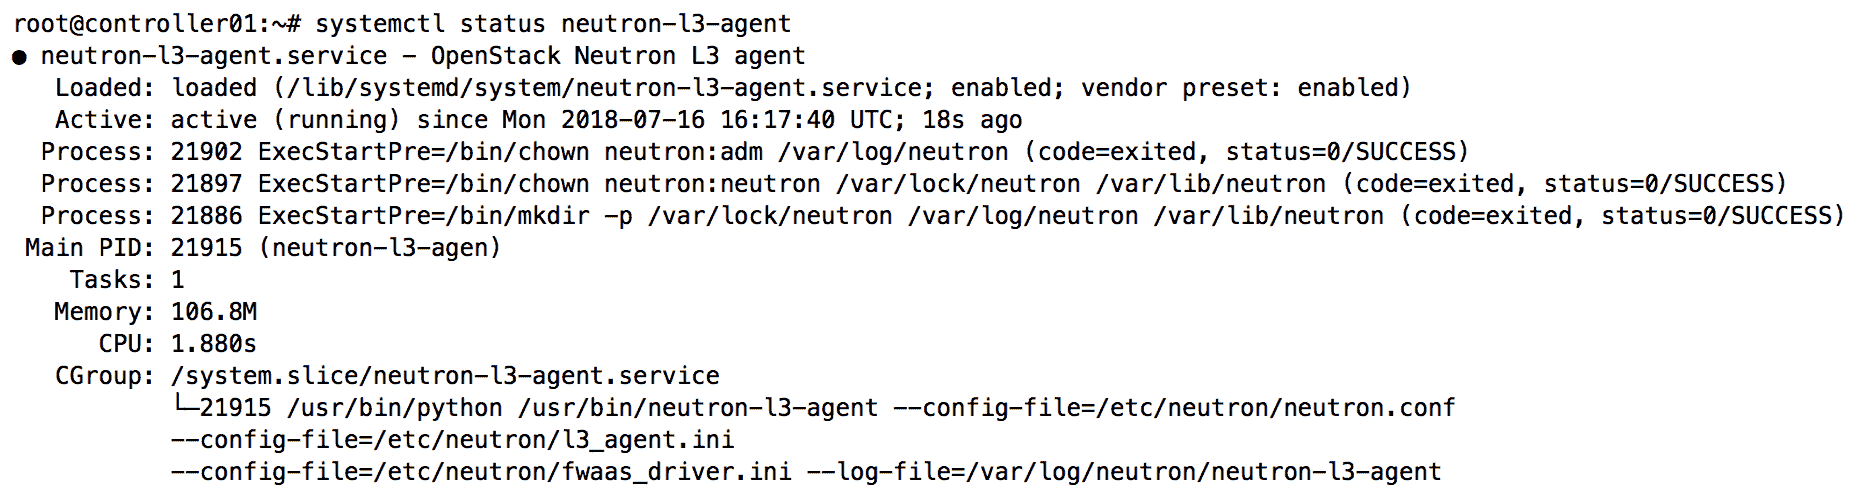 root@controller01:~# systemctl status neutron-l3-agent
● neutron-l3-agent.service - OpenStack Neutron L3 agent
   Loaded: loaded (/lib/systemd/system/neutron-l3-agent.service; enabled; vendor preset: enabled)
   Active: active (running) since Mon 2018-07-16 16:17:40 UTC; 18s ago
  Process: 21902 ExecStartPre=/bin/chown neutron:adm /var/log/neutron (code=exited, status=0/SUCCESS)
  Process: 21897 ExecStartPre=/bin/chown neutron:neutron /var/lock/neutron /var/lib/neutron (code=exited, status=0/SUCCESS)
  Process: 21886 ExecStartPre=/bin/mkdir -p /var/lock/neutron /var/log/neutron /var/lib/neutron (code=exited, status=0/SUCCESS)
 Main PID: 21915 (neutron-l3-agen)
    Tasks: 1
   Memory: 106.8M
      CPU: 1.880s
   CGroup: /system.slice/neutron-l3-agent.service
           └─21915 /usr/bin/python /usr/bin/neutron-l3-agent --config-file=/etc/neutron/neutron.conf
           --config-file=/etc/neutron/l3_agent.ini
           --config-file=/etc/neutron/fwaas_driver.ini --log-file=/var/log/neutron/neutron-l3-agent